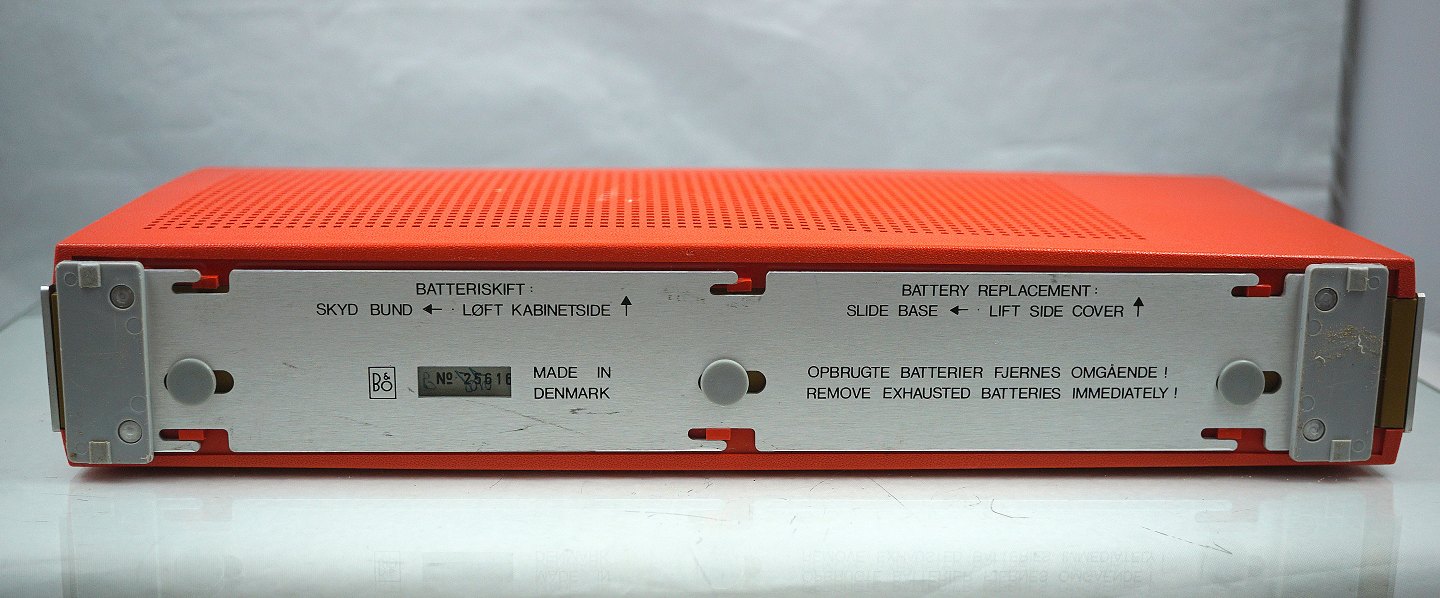 BATTERISKIFT:
SKYD BUND ← · LØFT KABINETSIDE ↑
BATTERY REPLACEMENT:
SLIDE BASE ← · LIFT SIDE COVER ↑
B&O
Nº 25616
MADE IN
DENMARK
OPBRUGTE BATTERIER FJERNES OMGÅENDE!
REMOVE EXHAUSTED BATTERIES IMMEDIATELY!